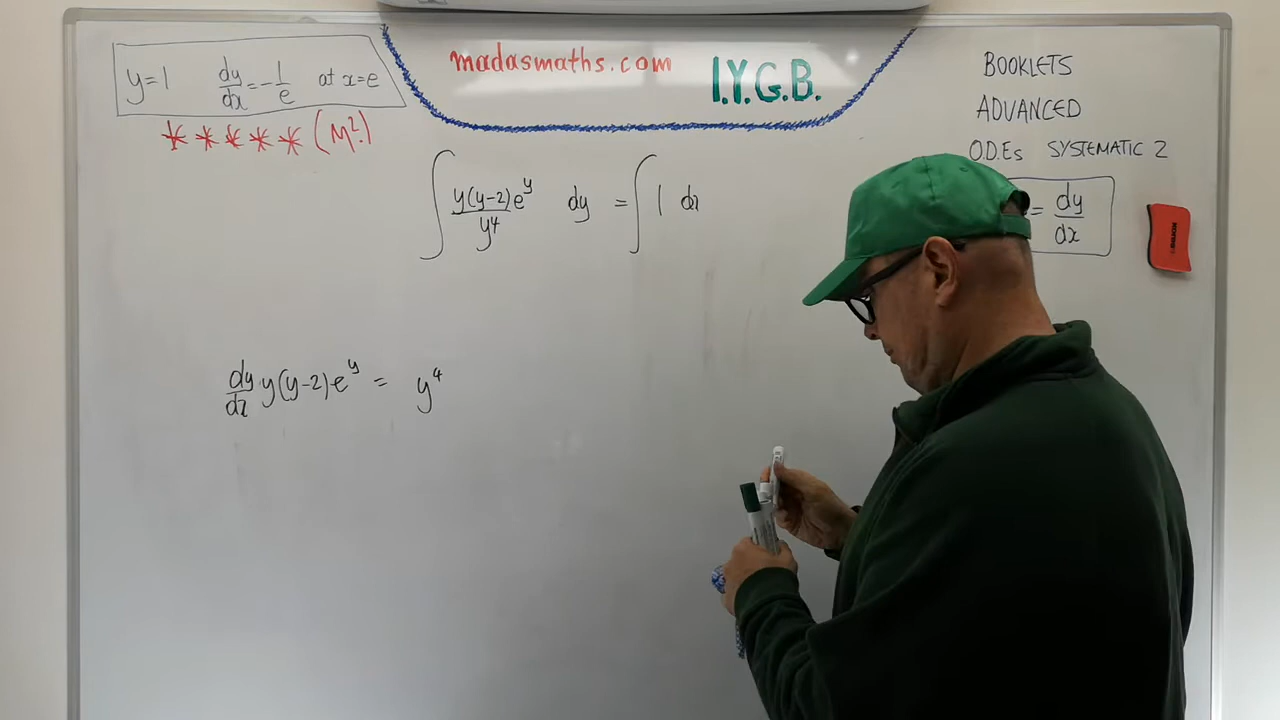 y=1 dy/dx=-1/e at x=e
***** (M2?)
madasmaths.com
I.Y.G.B.
BOOKLETS
ADVANCED
O.D.Es SYSTEMATIC 2
= dy/dx
∫ y(y-2)e^y/y^4 dy = ∫ 1 dx
dy/dx y(y-2)e^y = y^4